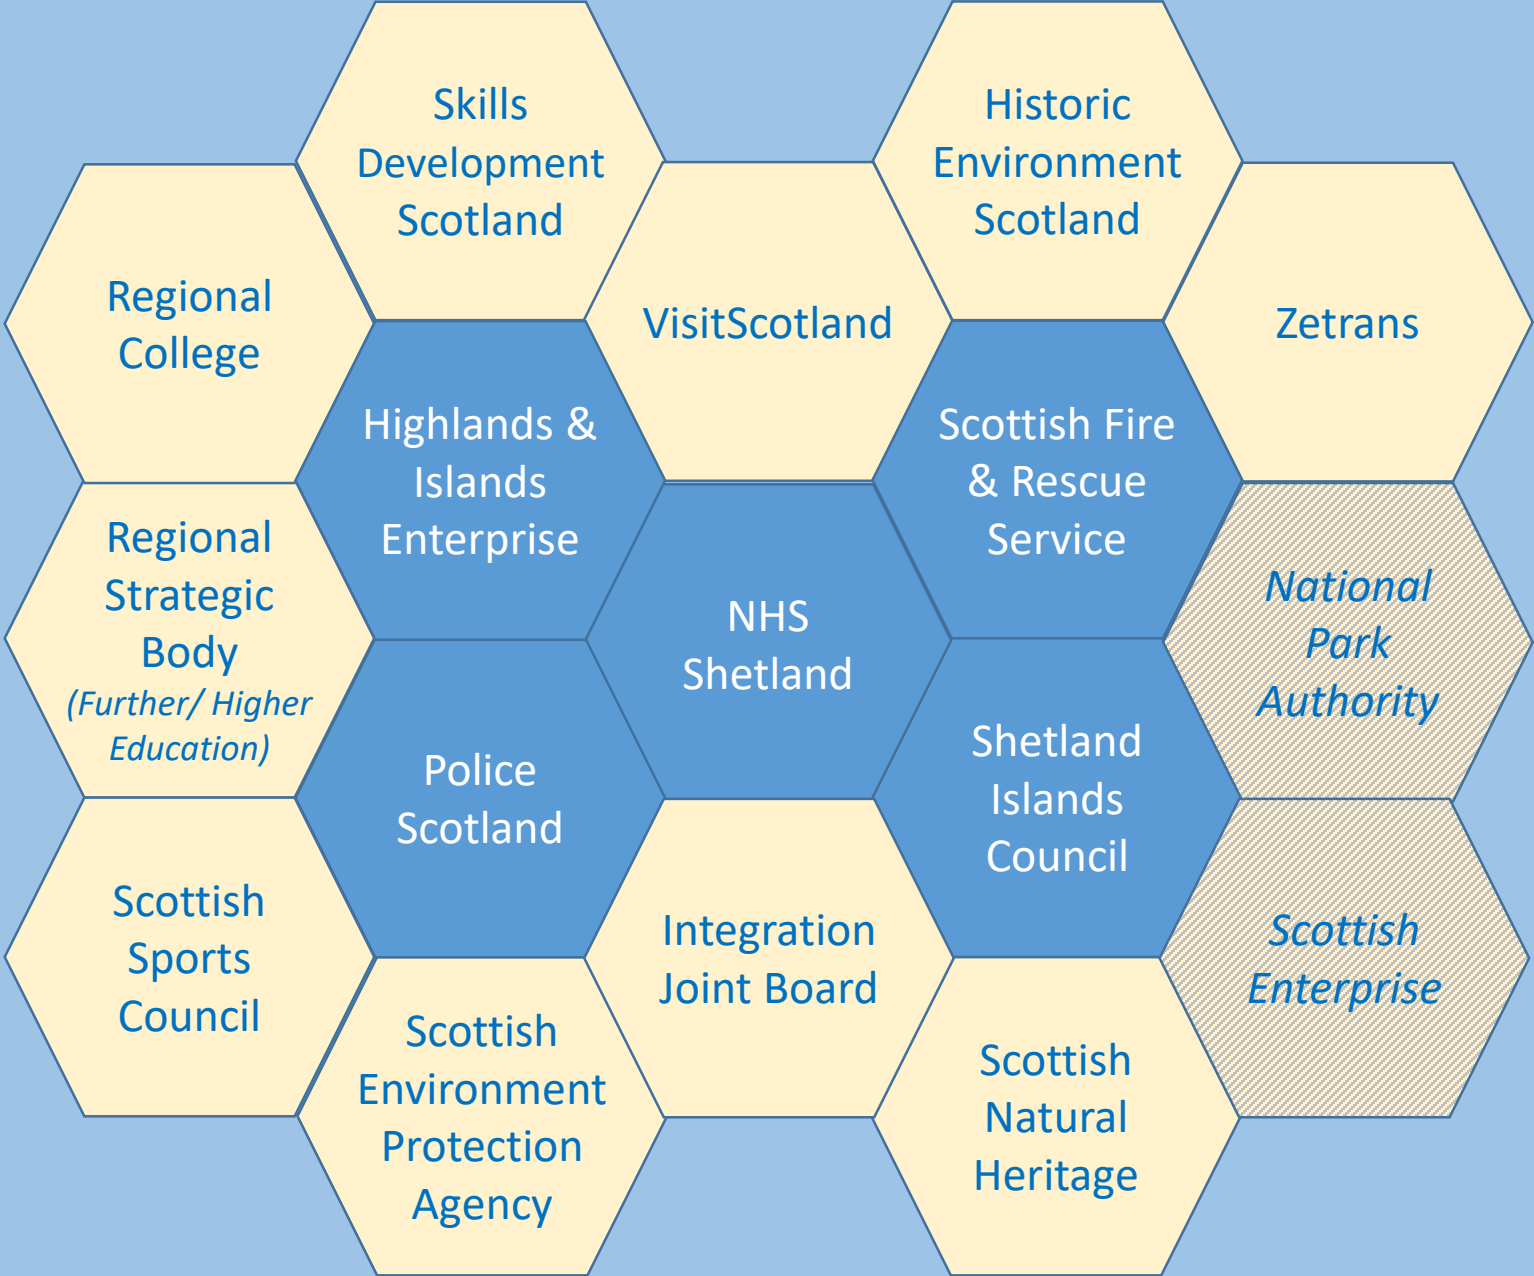 Skills
Development
Scotland
Historic
Environment
Scotland
Regional
College
VisitScotland
Zetrans
Highlands &
Islands
Enterprise
Scottish Fire
& Rescue
Service
Regional
Strategic
Body
(Further/ Higher
Education)
NHS
Shetland
National
Park
Authority
Police
Scotland
Shetland
Islands
Council
Scottish
Sports
Council
Integration
Joint Board
Scottish
Enterprise
Scottish
Environment
Protection
Agency
Scottish
Natural
Heritage